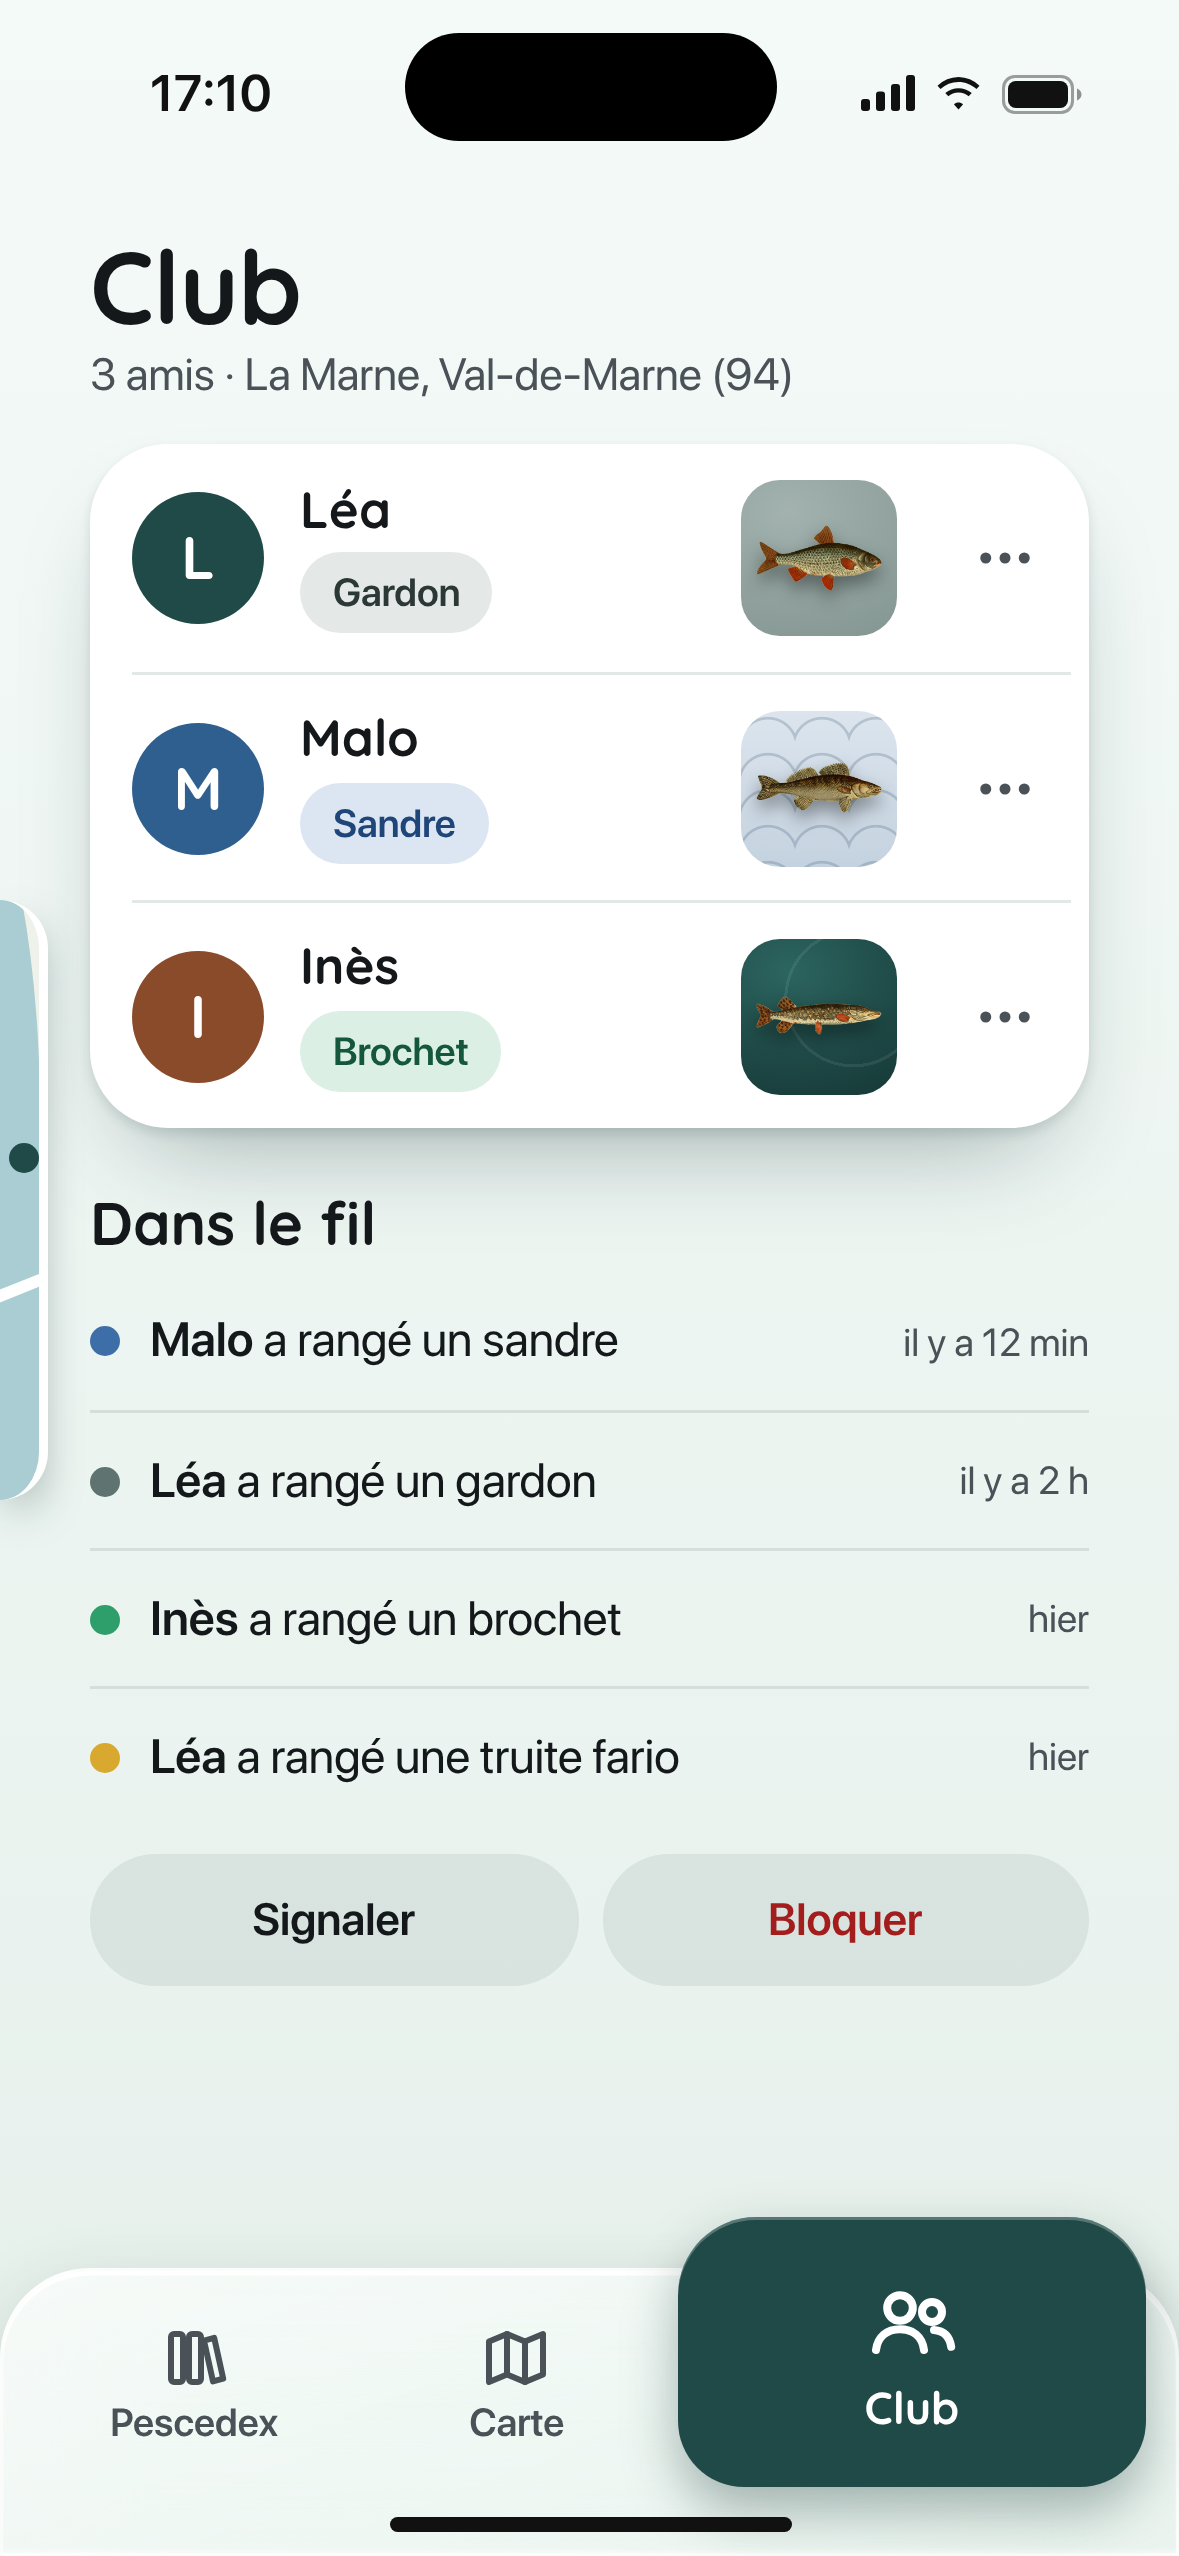 17:10
Club
3 amis · La Marne, Val-de-Marne (94)
L
Léa
Gardon
M
Malo
Sandre
I
Inès
Brochet
Dans le fil
Malo a rangé un sandre il y a 12 min
Léa a rangé un gardon il y a 2 h
Inès a rangé un brochet hier
Léa a rangé une truite fario hier
Signaler Bloquer
Pescedex Carte Club